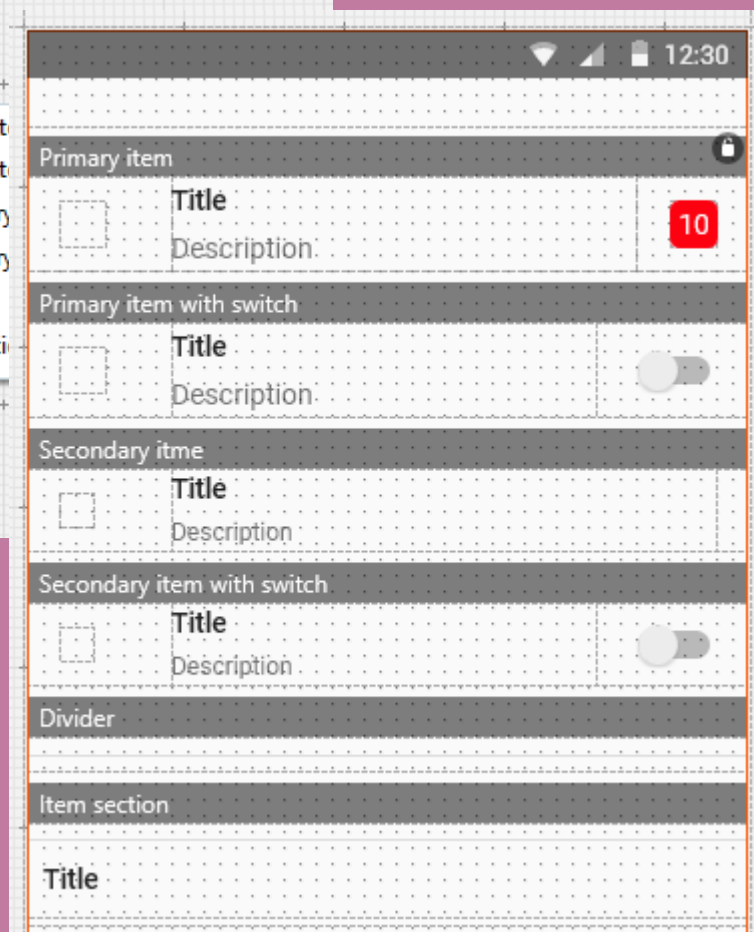 12:30
Primary item
Title
10
Description
Primary item with switch
Title
Description
Secondary itme
Title
Description
Secondary item with switch
Title
Description
Divider
Item section
Title